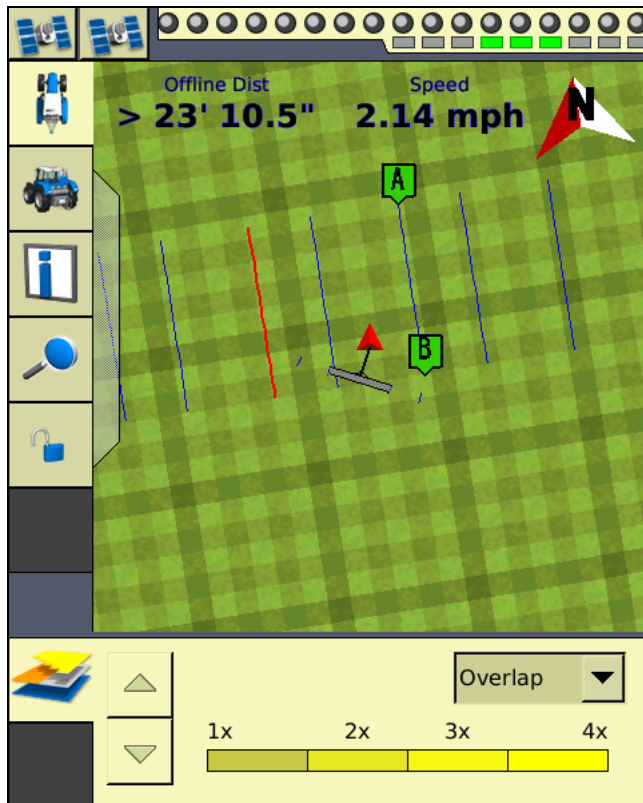 Offline Dist
Speed
> 23' 10.5"
2.14 mph
N
A
B
Overlap
1x
2x
3x
4x